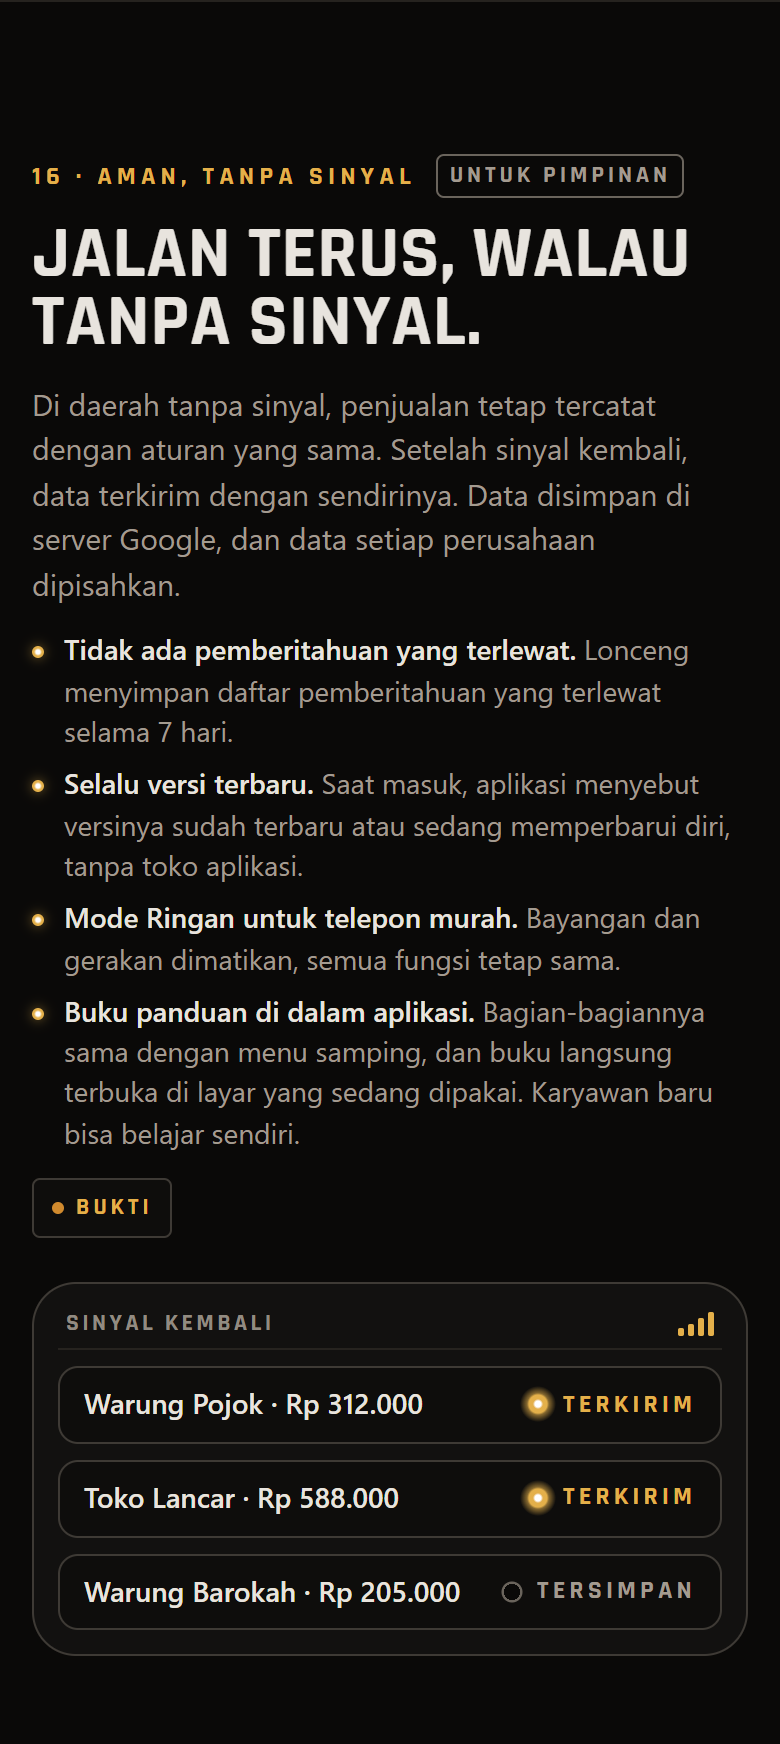 16 · AMAN, TANPA SINYAL
UNTUK PIMPINAN
JALAN TERUS, WALAU
TANPA SINYAL.
Di daerah tanpa sinyal, penjualan tetap tercatat
dengan aturan yang sama. Setelah sinyal kembali,
data terkirim dengan sendirinya. Data disimpan di
server Google, dan data setiap perusahaan
dipisahkan.
Tidak ada pemberitahuan yang terlewat. Lonceng
menyimpan daftar pemberitahuan yang terlewat
selama 7 hari.
Selalu versi terbaru. Saat masuk, aplikasi menyebut
versinya sudah terbaru atau sedang memperbarui diri,
tanpa toko aplikasi.
Mode Ringan untuk telepon murah. Bayangan dan
gerakan dimatikan, semua fungsi tetap sama.
Buku panduan di dalam aplikasi. Bagian-bagiannya
sama dengan menu samping, dan buku langsung
terbuka di layar yang sedang dipakai. Karyawan baru
bisa belajar sendiri.
BUKTI
SINYAL KEMBALI
Warung Pojok · Rp 312.000 TERKIRIM
Toko Lancar · Rp 588.000 TERKIRIM
Warung Barokah · Rp 205.000 TERSIMPAN